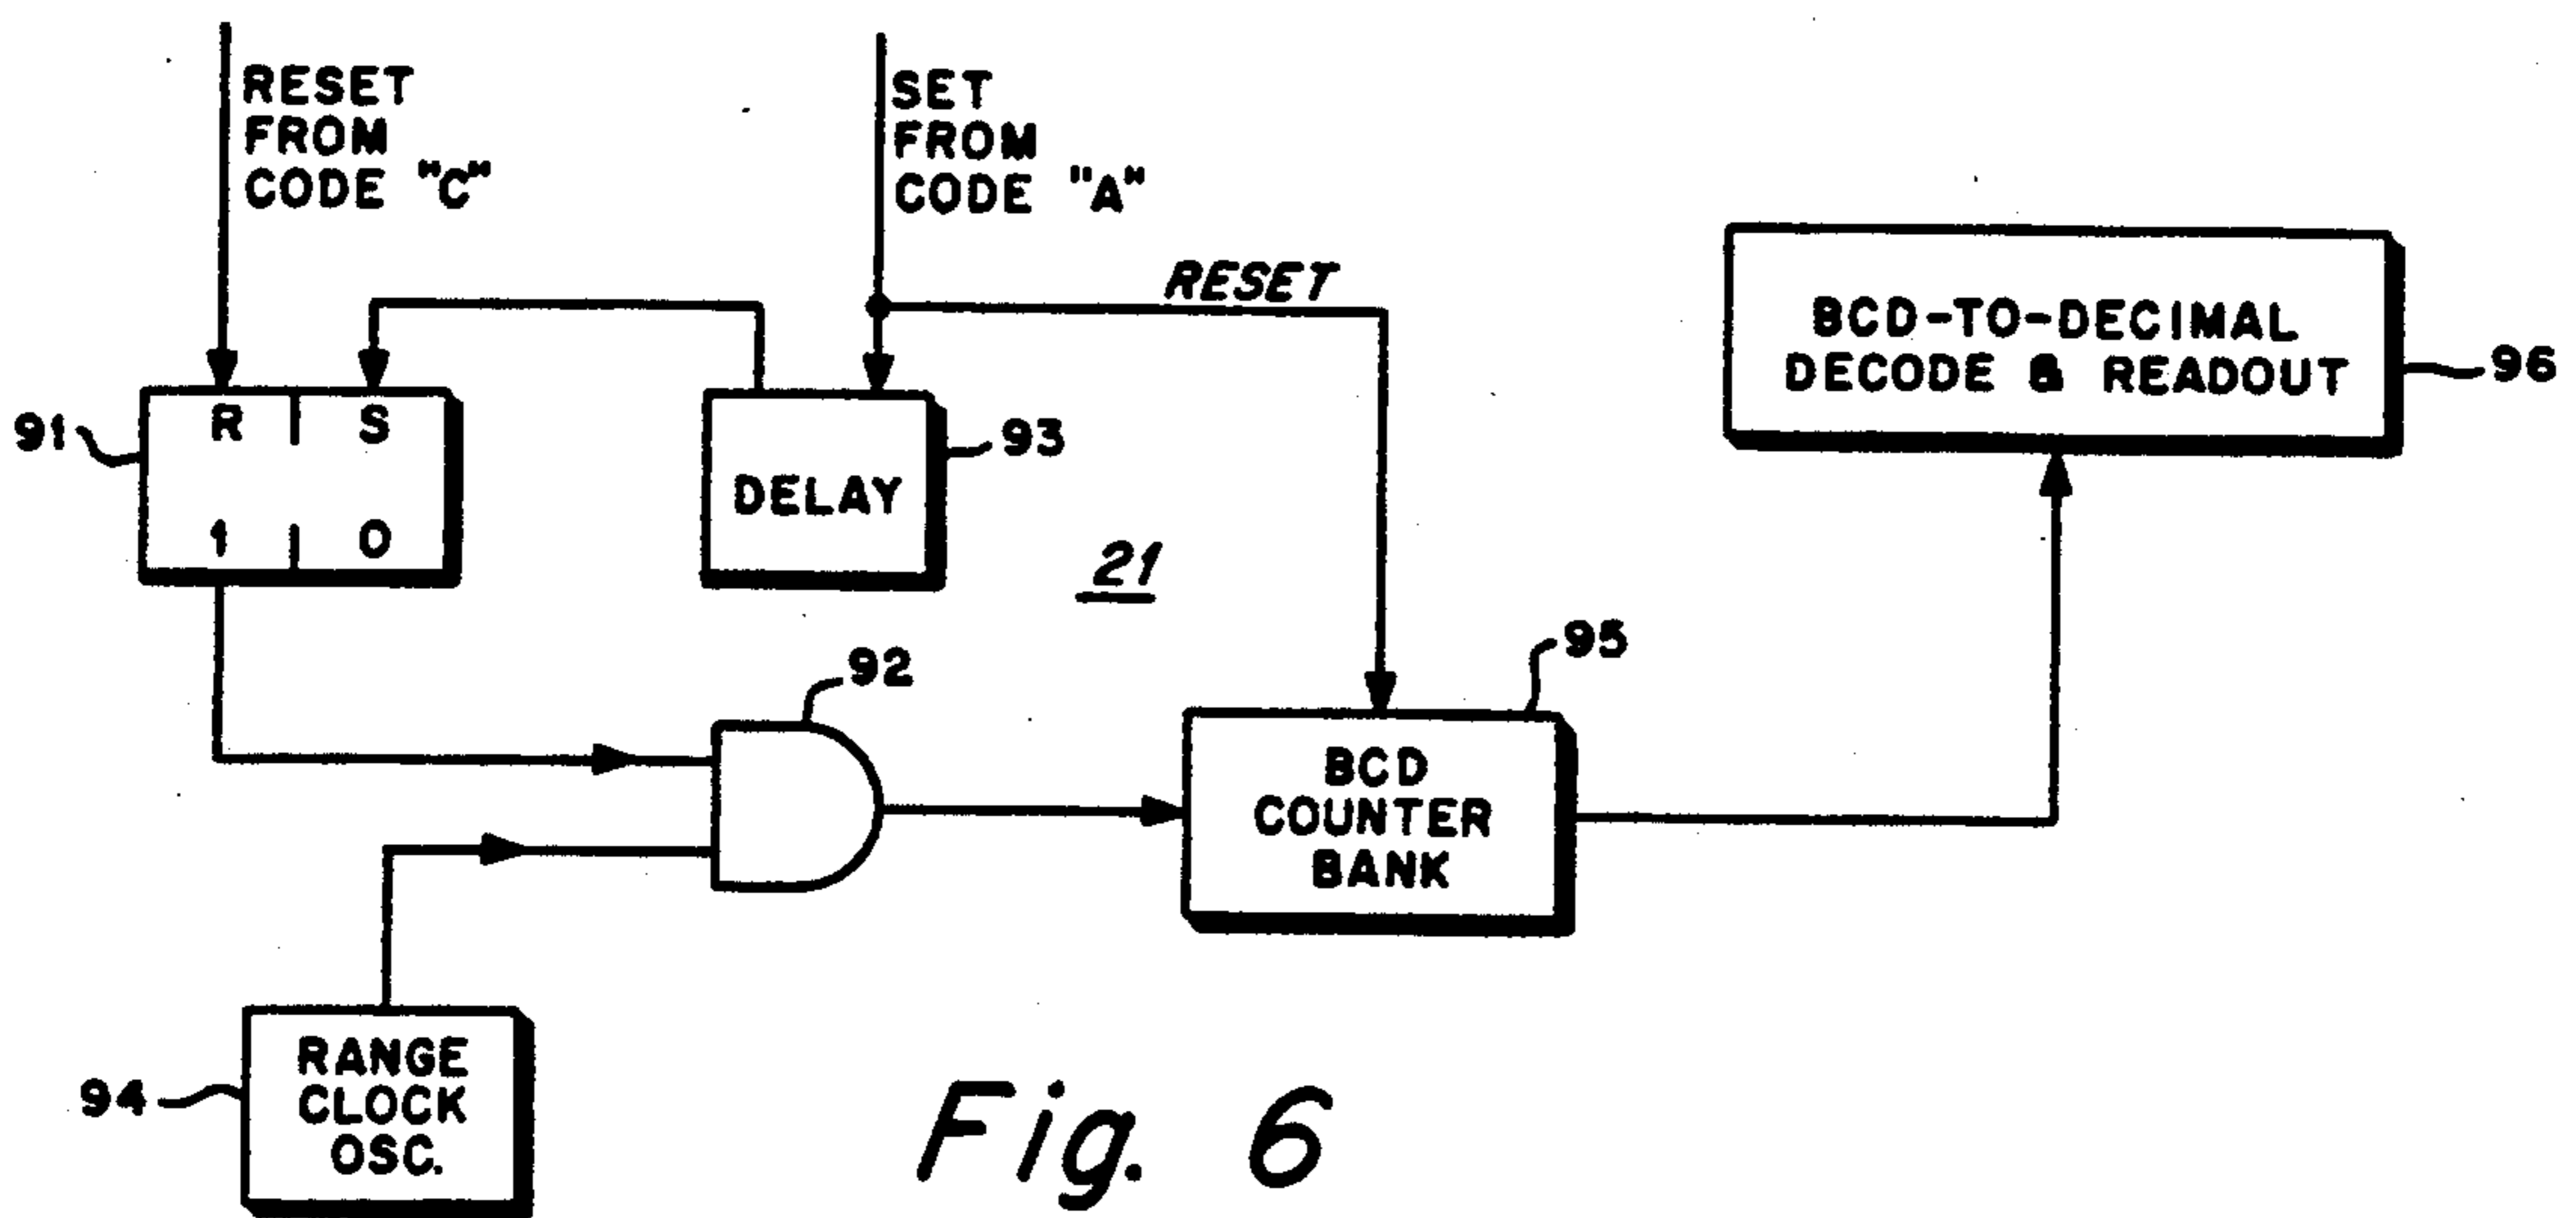 RESET
FROM
CODE "C"
SET
FROM
CODE "A"
RESET
BCD-TO-DECIMAL
DECODE & READOUT
96
91
R | S
1 | 0
DELAY
93
21
92
95
BCD
COUNTER
BANK
94
RANGE
CLOCK
OSC.
Fig. 6